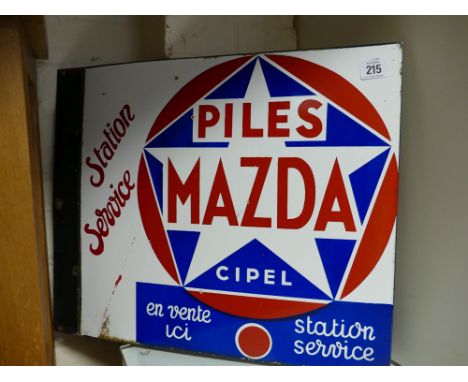 215
Station
Service
PILES
MAZDA
CIPEL
en vente
ici
station
service